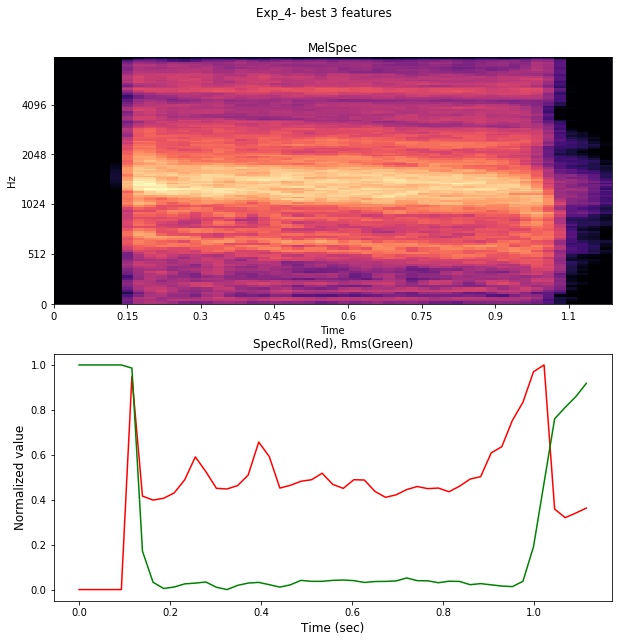 Exp_4- best 3 features
MelSpec
4096
2048
1024
512
0
Hz
0 0.15 0.3 0.45 0.6 0.75 0.9 1.1
Time
SpecRol(Red), Rms(Green)
1.0
0.8
0.6
0.4
0.2
0.0
Normalized value
0.0 0.2 0.4 0.6 0.8 1.0
Time (sec)